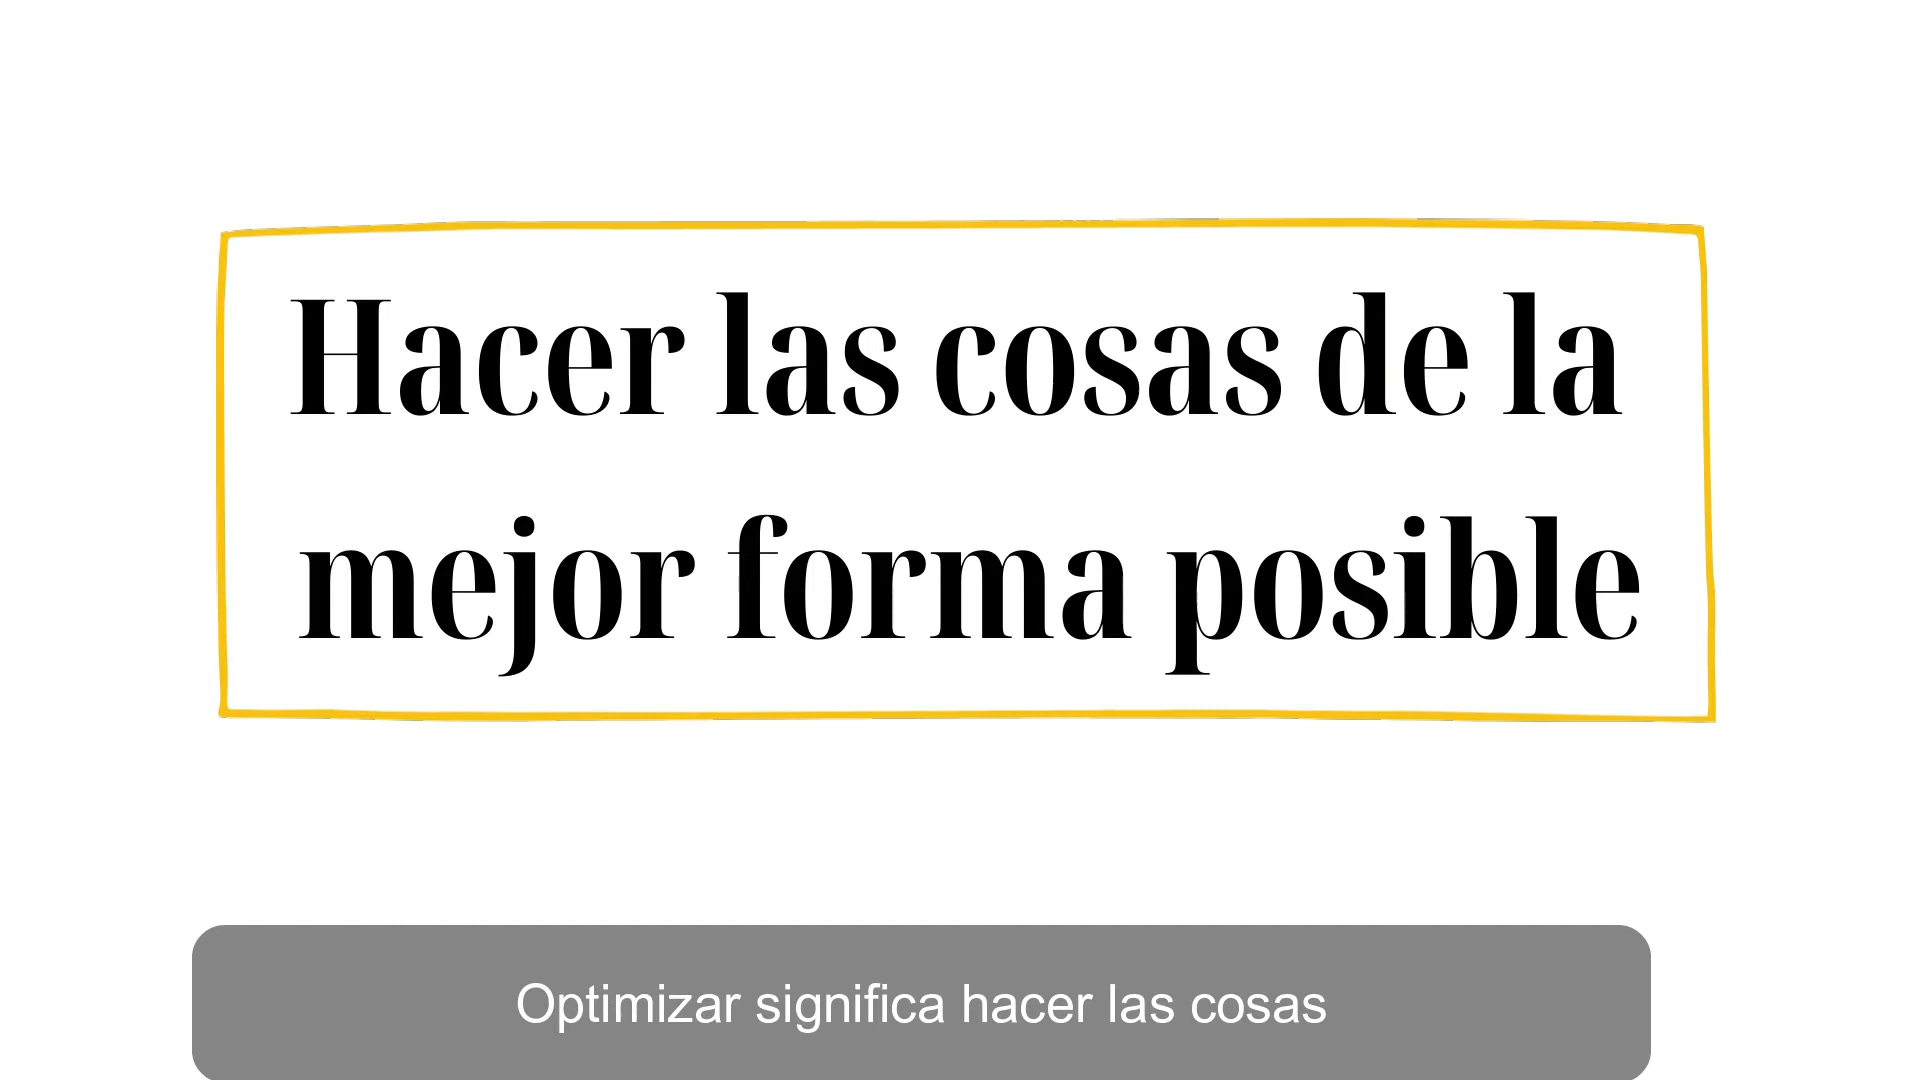 Hacer las cosas de la
mejor forma posible
Optimizar significa hacer las cosas